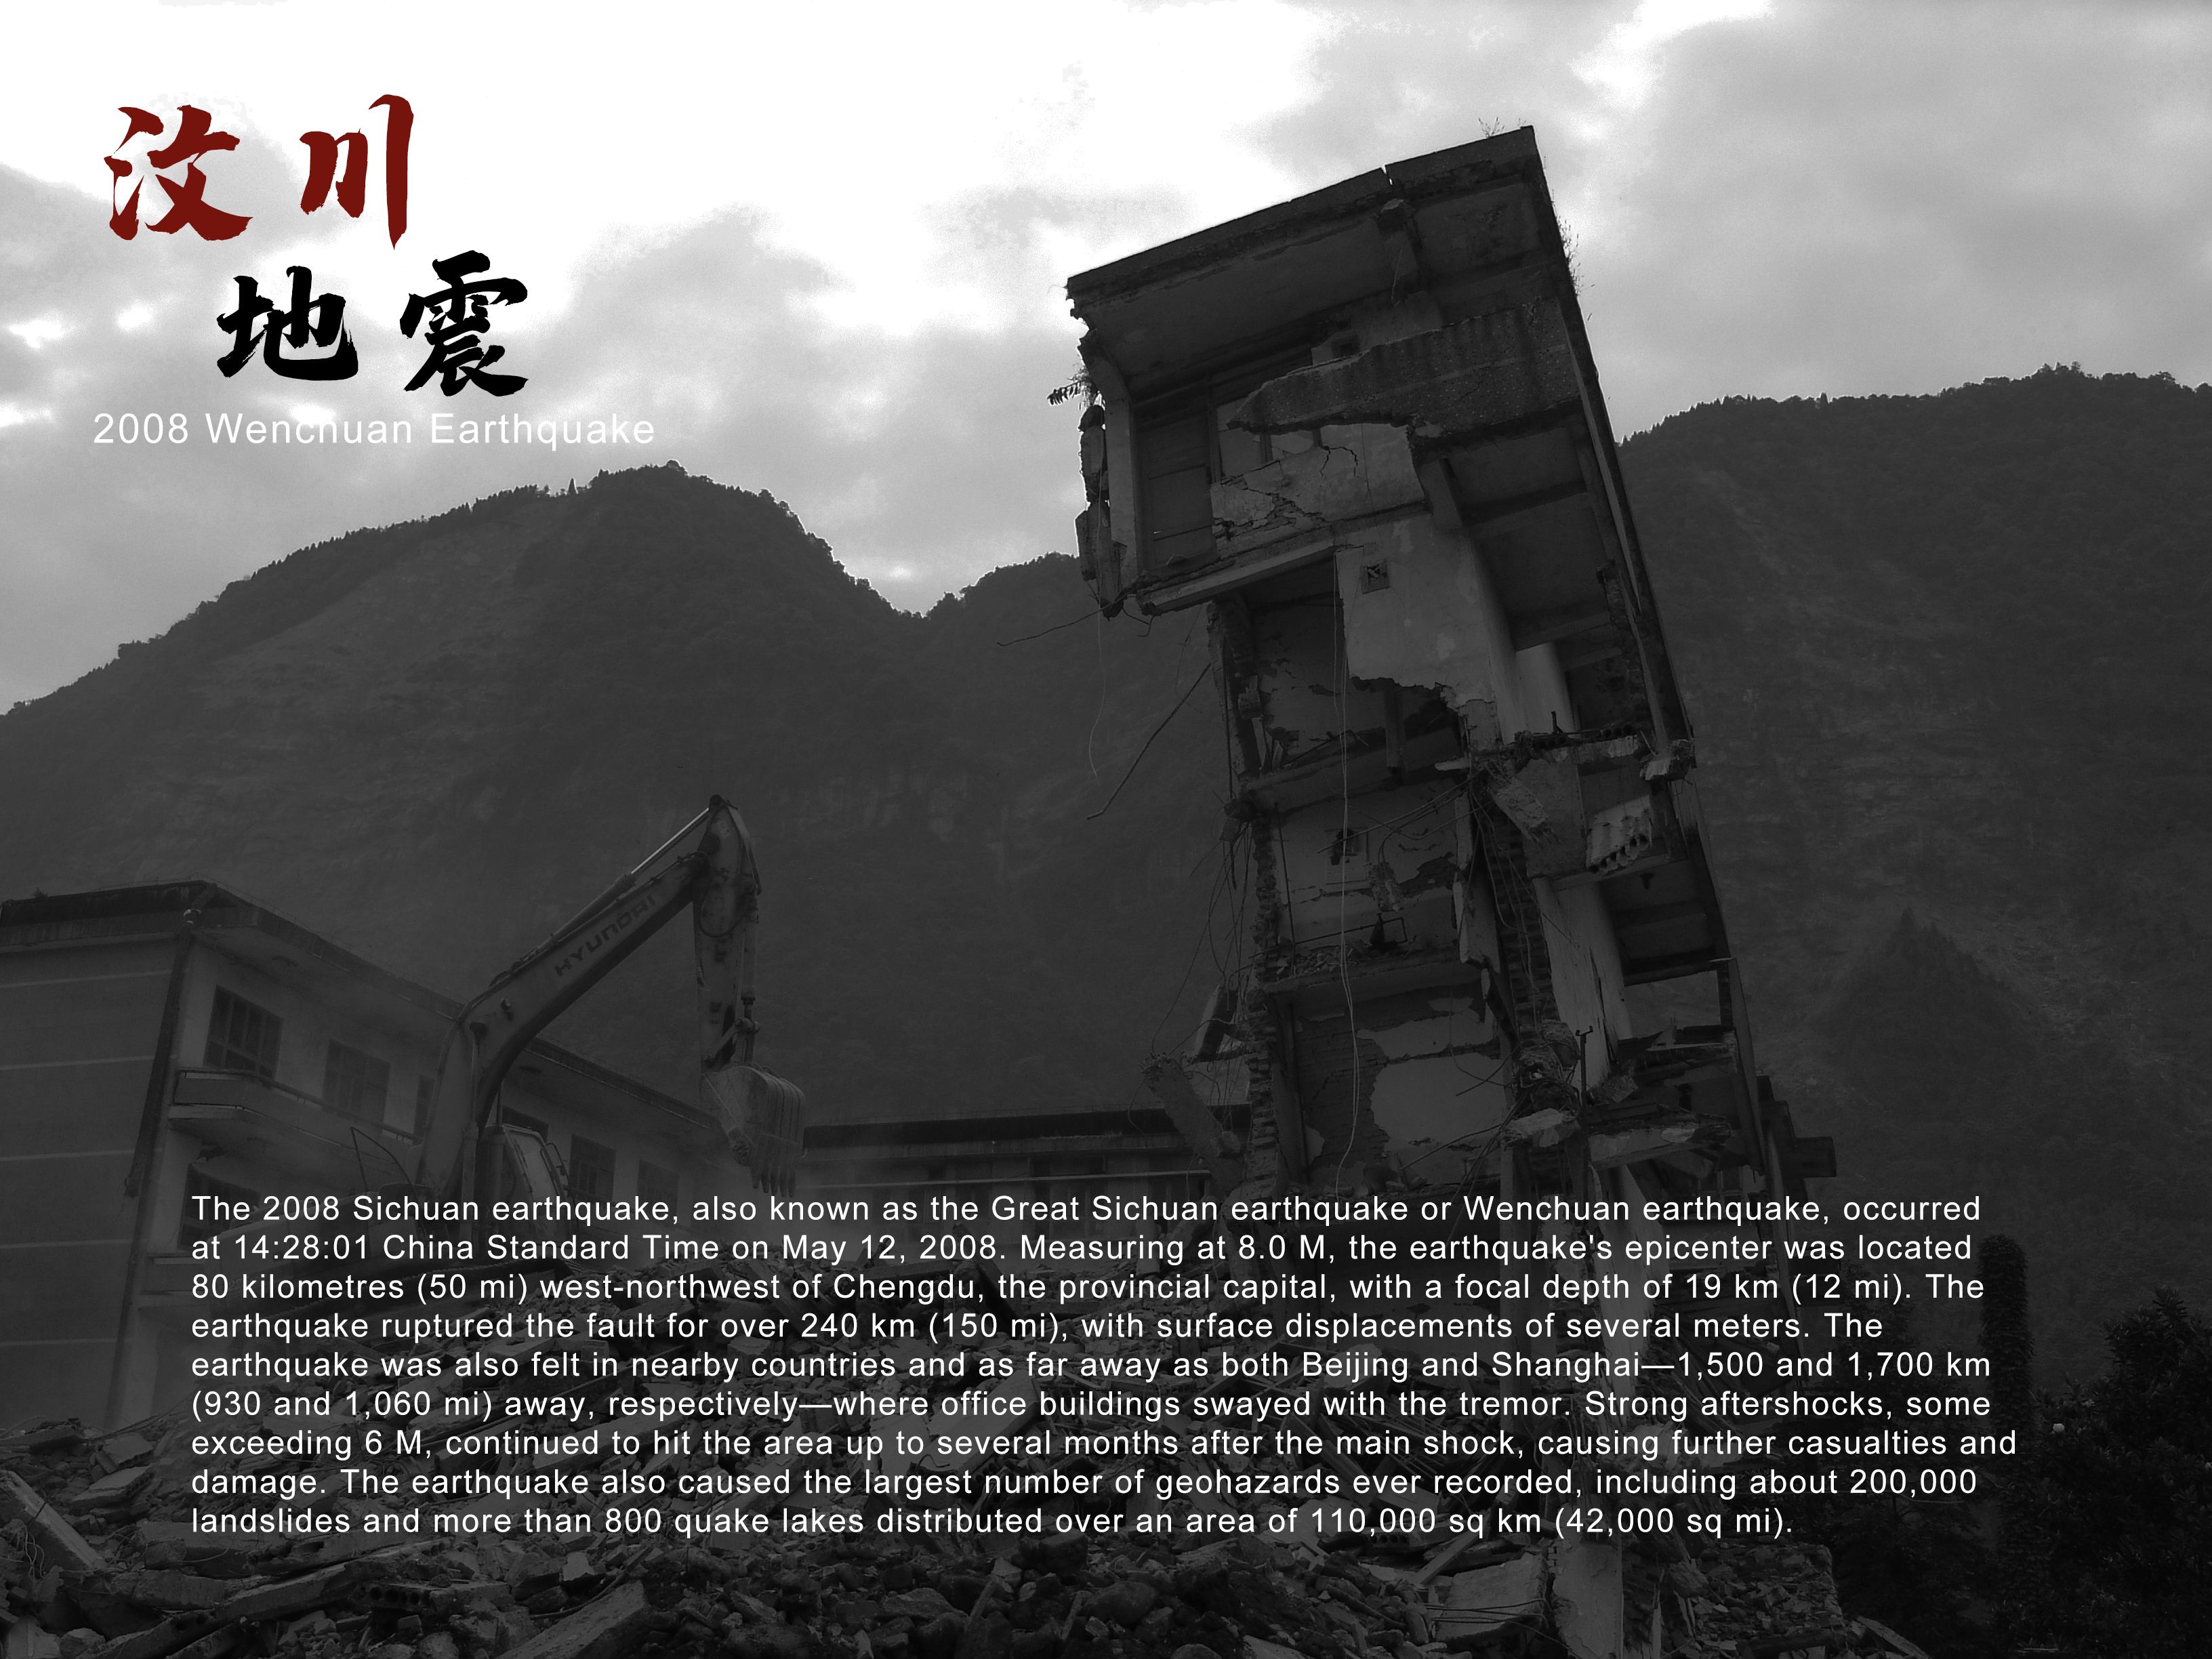 汶川
地震
2008 Wenchuan Earthquake
HYUNDAI
The 2008 Sichuan earthquake, also known as the Great Sichuan earthquake or Wenchuan earthquake, occurred
at 14:28:01 China Standard Time on May 12, 2008. Measuring at 8.0 M, the earthquake's epicenter was located
80 kilometres (50 mi) west-northwest of Chengdu, the provincial capital, with a focal depth of 19 km (12 mi). The
earthquake ruptured the fault for over 240 km (150 mi), with surface displacements of several meters. The
earthquake was also felt in nearby countries and as far away as both Beijing and Shanghai—1,500 and 1,700 km
(930 and 1,060 mi) away, respectively—where office buildings swayed with the tremor. Strong aftershocks, some
exceeding 6 M, continued to hit the area up to several months after the main shock, causing further casualties and
damage. The earthquake also caused the largest number of geohazards ever recorded, including about 200,000
landslides and more than 800 quake lakes distributed over an area of 110,000 sq km (42,000 sq mi).